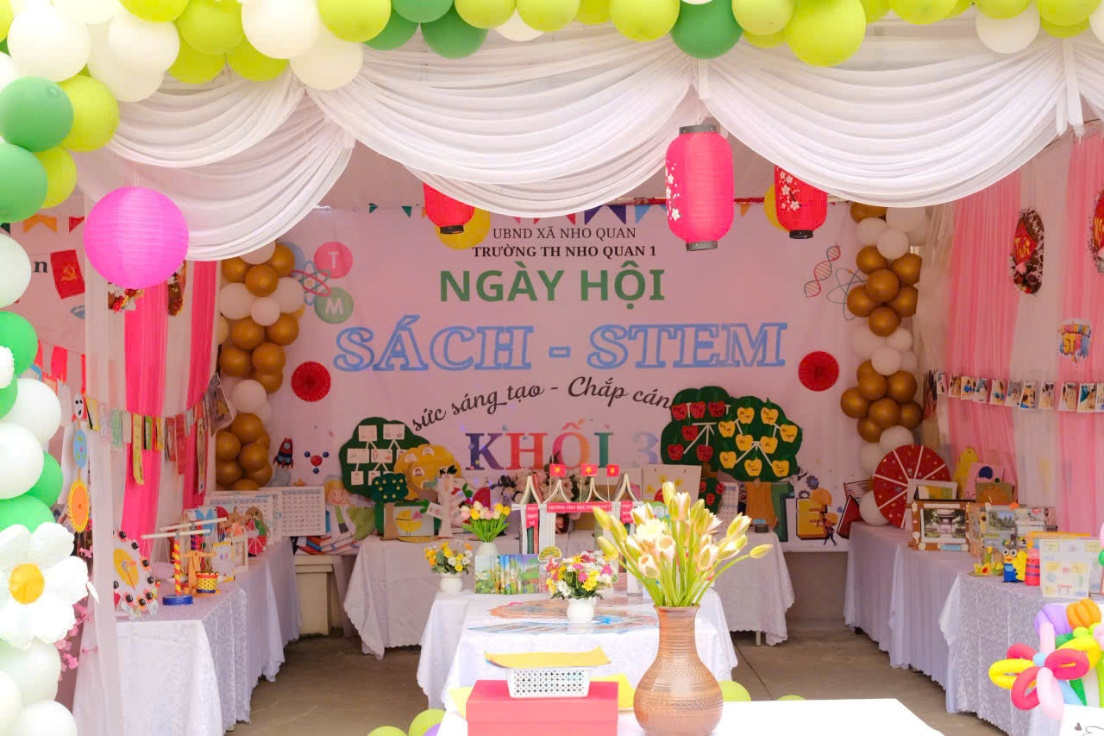 UBND XÃ NHO QUAN
TRƯỜNG TH NHO QUAN 1
NGÀY HỘI
SÁCH - STEM
sức sáng tạo - Chắp cán
KHỐI 3
T
M